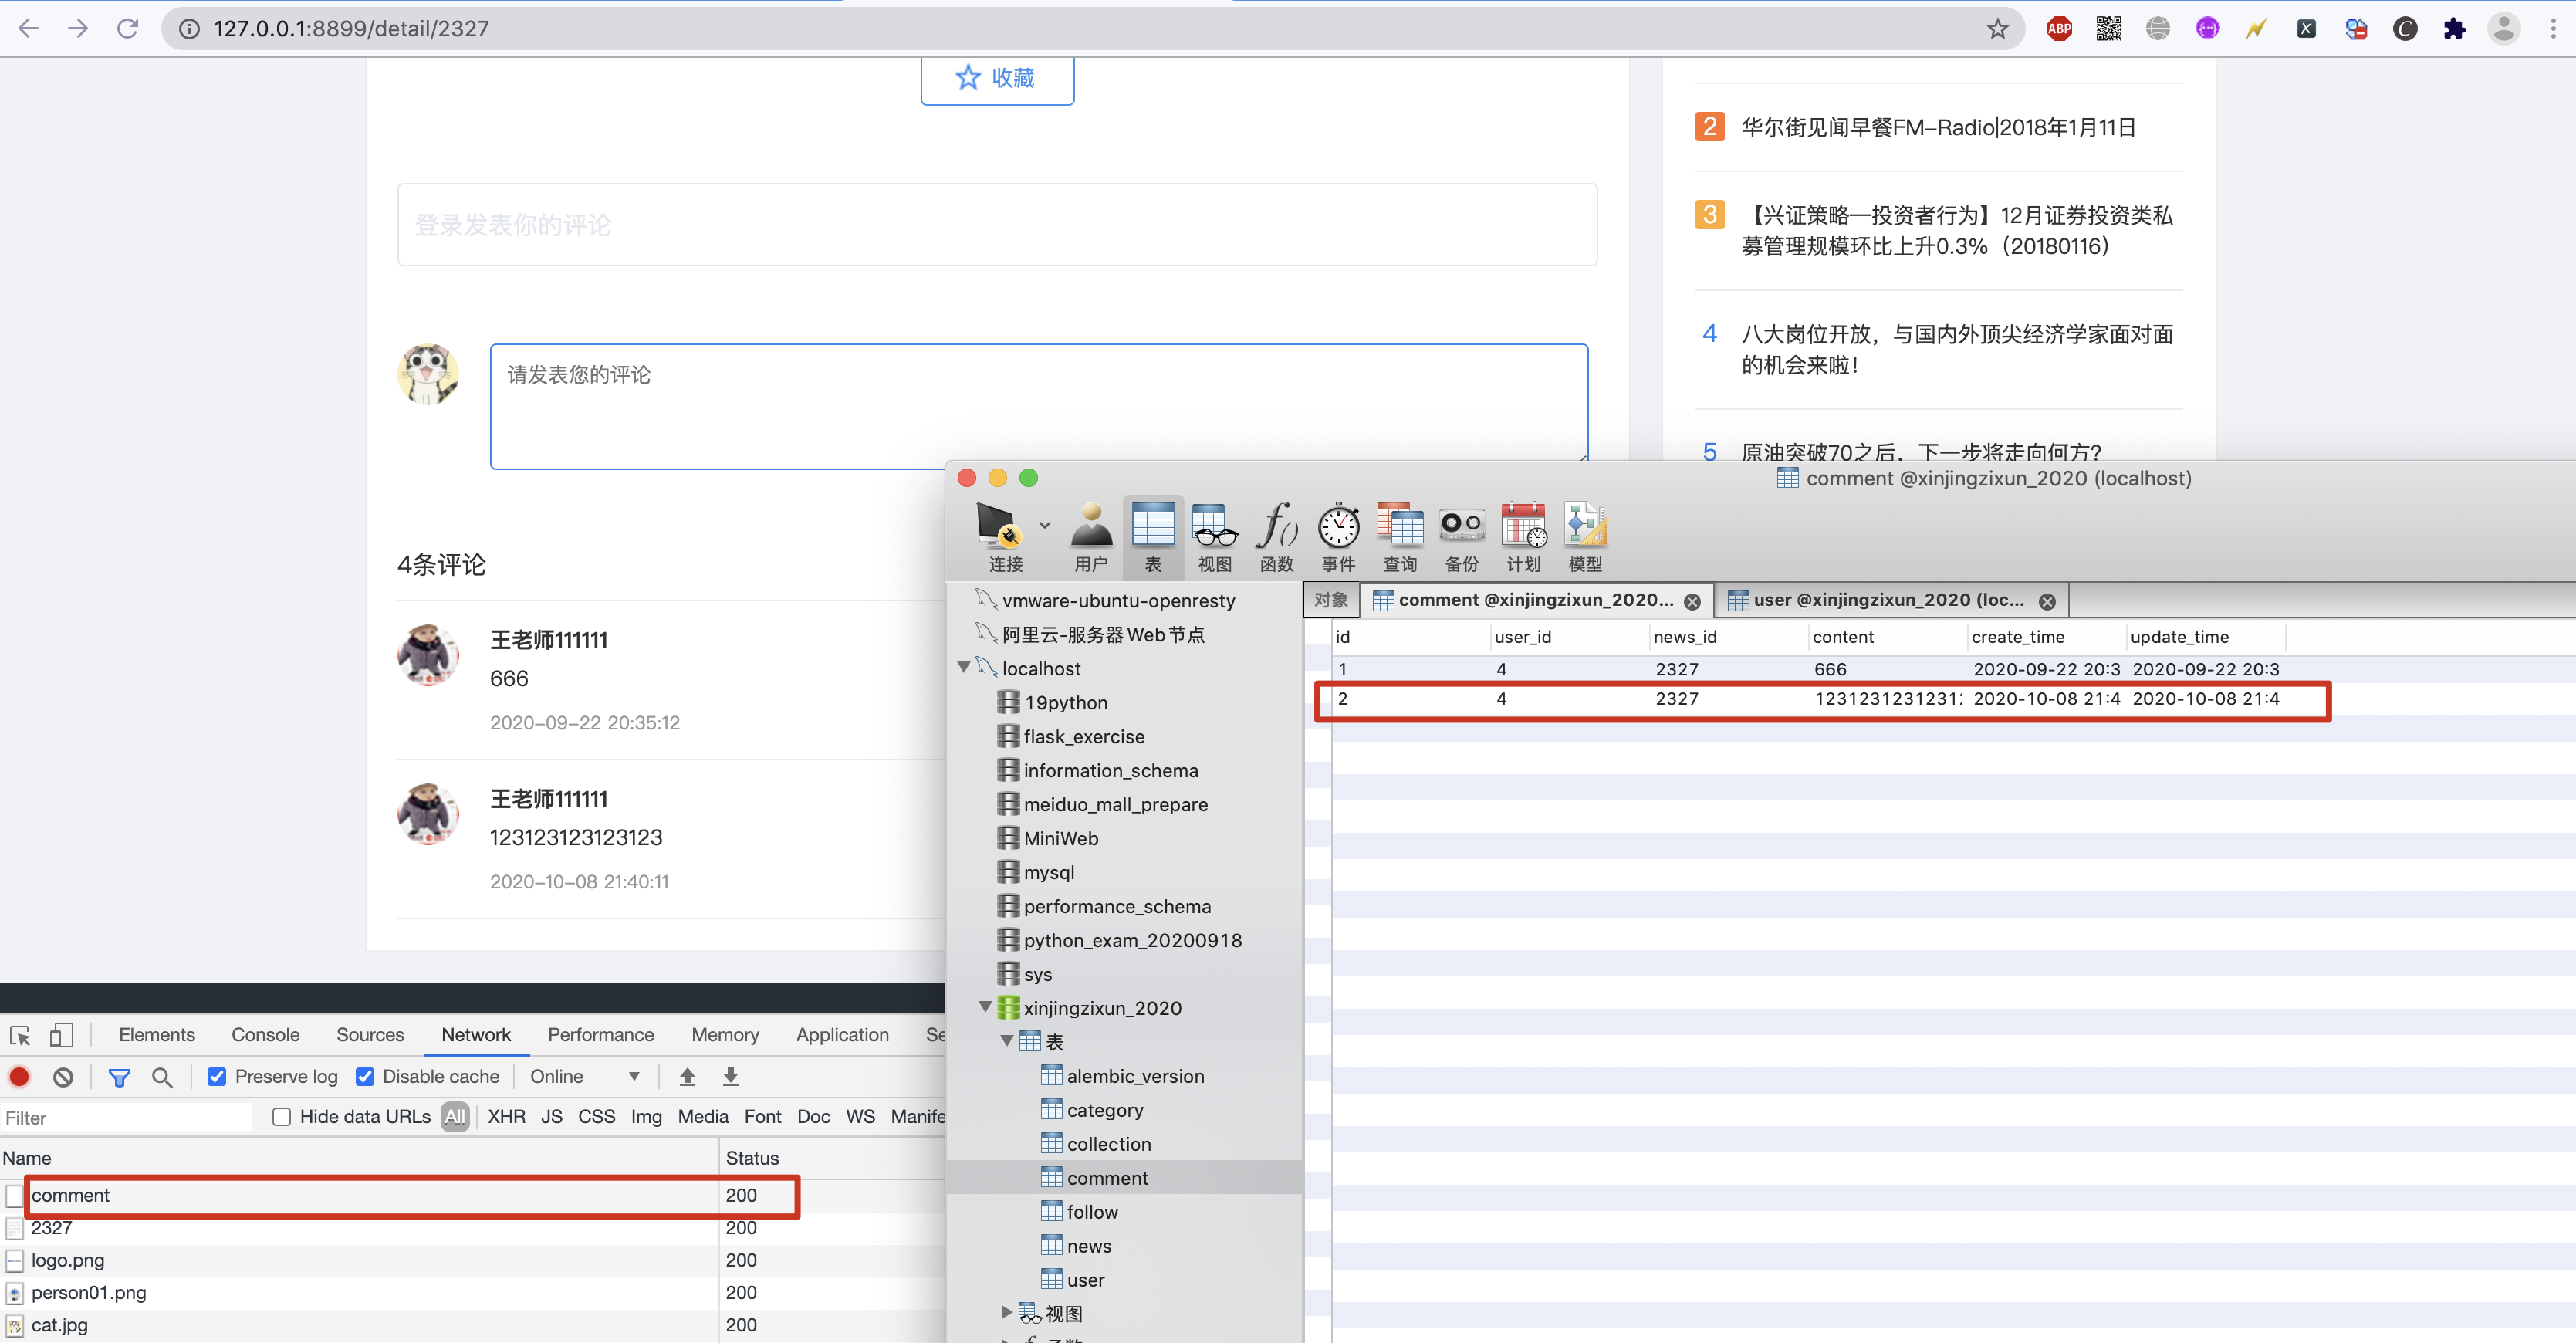 127.0.0.1:8899/detail/2327
ABP
收藏
登录发表你的评论
请发表您的评论
4条评论
王老师111111
666
2020-09-22 20:35:12
王老师111111
123123123123123
2020-10-08 21:40:11
2 华尔街见闻早餐FM-Radio|2018年1月11日
3 【兴证策略—投资者行为】12月证券投资类私
募管理规模环比上升0.3%（20180116）
4 八大岗位开放，与国内外顶尖经济学家面对面
的机会来啦！
5 原油突破70之后，下一步将走向何方？
comment @xinjingzixun_2020 (localhost)
连接 用户 表 视图 函数 事件 查询 备份 计划 模型
vmware-ubuntu-openresty
阿里云-服务器Web节点
localhost
19python
flask_exercise
information_schema
meiduo_mall_prepare
MiniWeb
mysql
performance_schema
python_exam_20200918
sys
xinjingzixun_2020
表
alembic_version
category
collection
comment
follow
news
user
视图
对象 comment @xinjingzixun_2020... user @xinjingzixun_2020 (loc...
id user_id news_id content create_time update_time
1 4 2327 666 2020-09-22 20:3 2020-09-22 20:3
2 4 2327 12312312312312 2020-10-08 21:4 2020-10-08 21:4
Elements Console Sources Network Performance Memory Application Se
Preserve log Disable cache Online
Filter Hide data URLs All XHR JS CSS Img Media Font Doc WS Manife
Name Status
comment 200
2327 200
logo.png 200
person01.png 200
cat.jpg 200